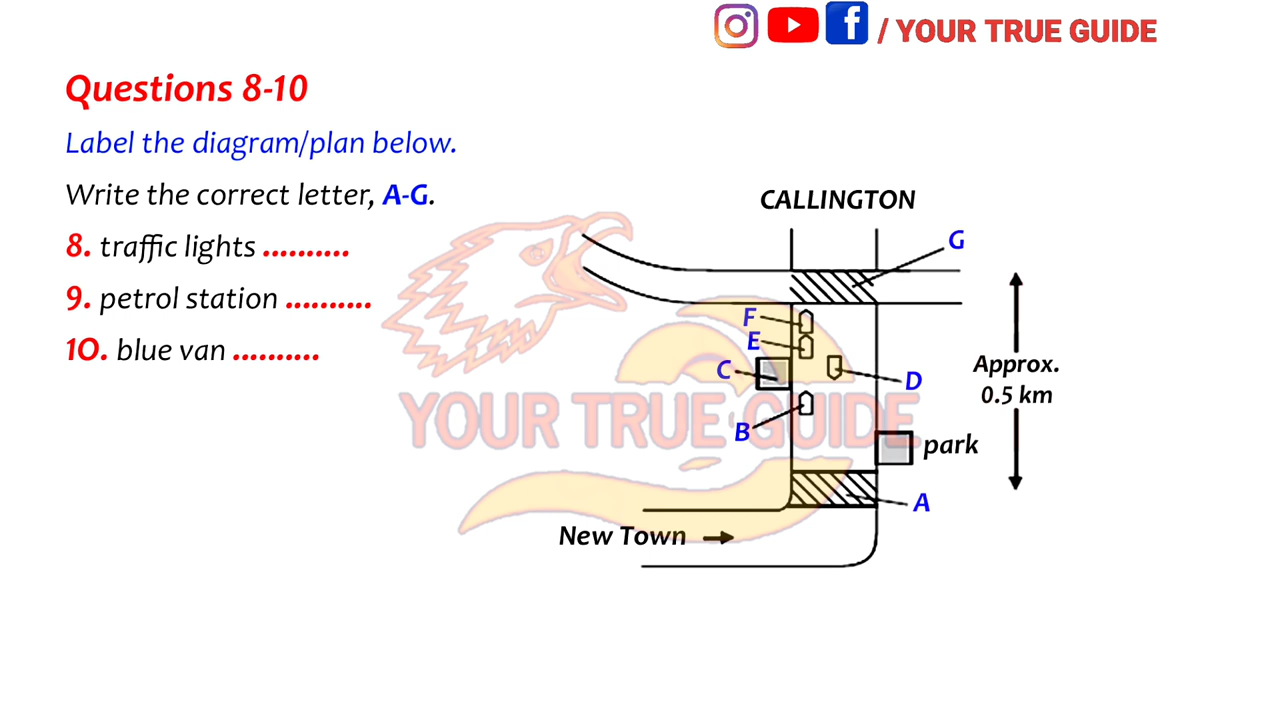 / YOUR TRUE GUIDE
Questions 8-10
Label the diagram/plan below.
Write the correct letter, A-G.
8. traffic lights ..........
9. petrol station ..........
10. blue van ..........
CALLINGTON
G
F
E
C
D
B
Approx.
0.5 km
YOUR TRUE GUIDE
park
A
New Town